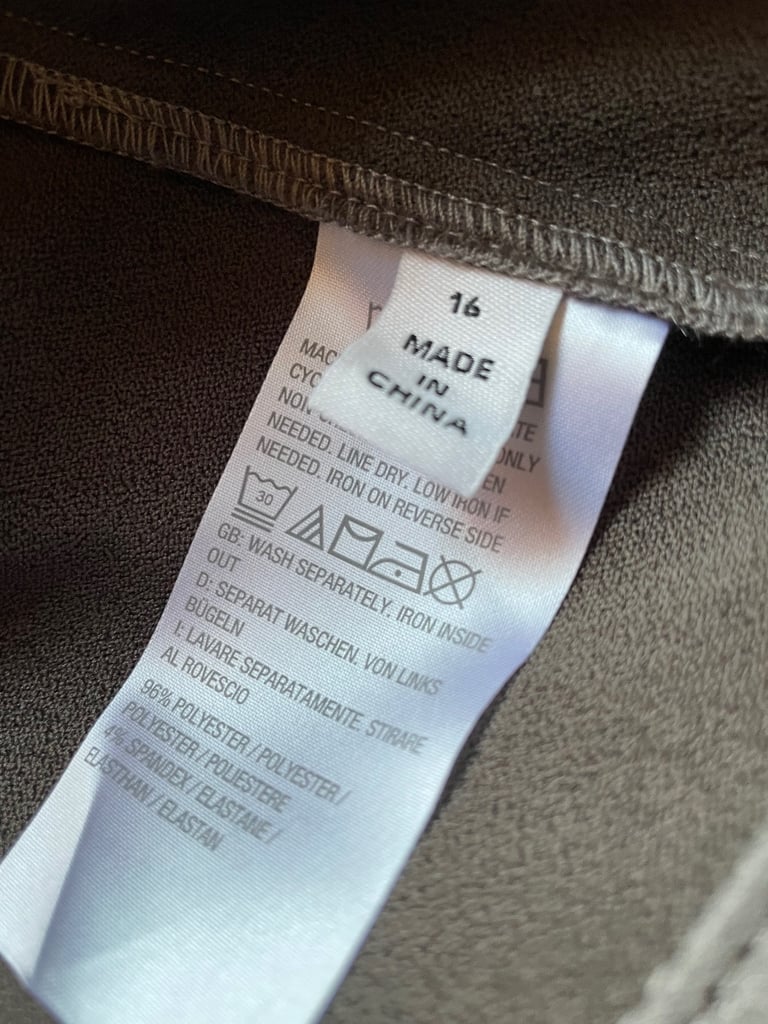 16
MADE
IN
CHINA
NEEDED. LINE DRY. LOW IRON IF
NEEDED. IRON ON REVERSE SIDE
30
GB: WASH SEPARATELY. IRON INSIDE
OUT
D: SEPARAT WASCHEN. VON LINKS
BÜGELN
I: LAVARE SEPARATAMENTE. STIRARE
AL ROVESCIO
96% POLYESTER / POLYESTER /
POLYESTER / POLIESTERE
4% SPANDEX / ELASTANE /
ELASTHAN / ELASTAN